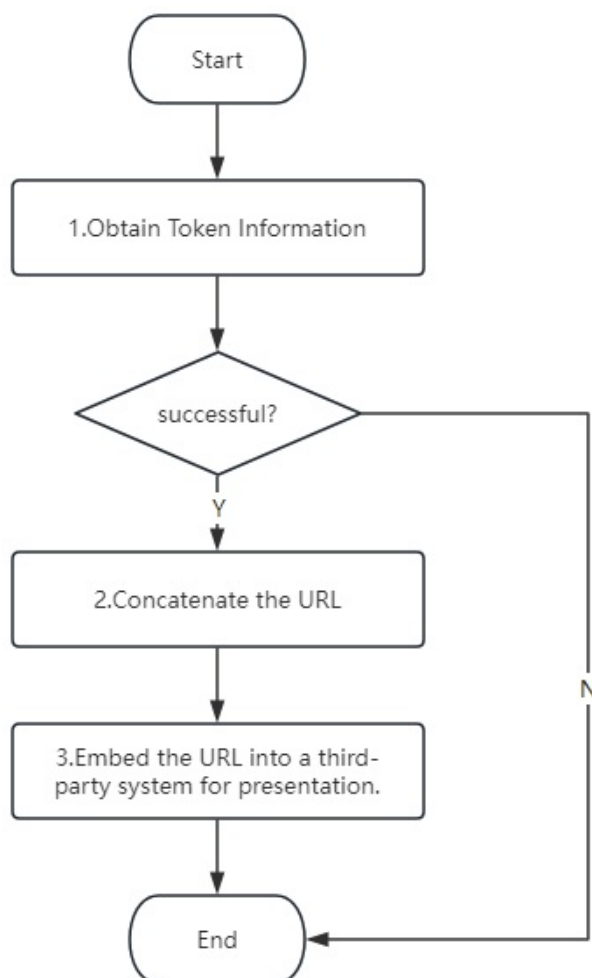 Start
1.Obtain Token Information
successful?
Y
2.Concatenate the URL
N
3.Embed the URL into a third-
party system for presentation.
End